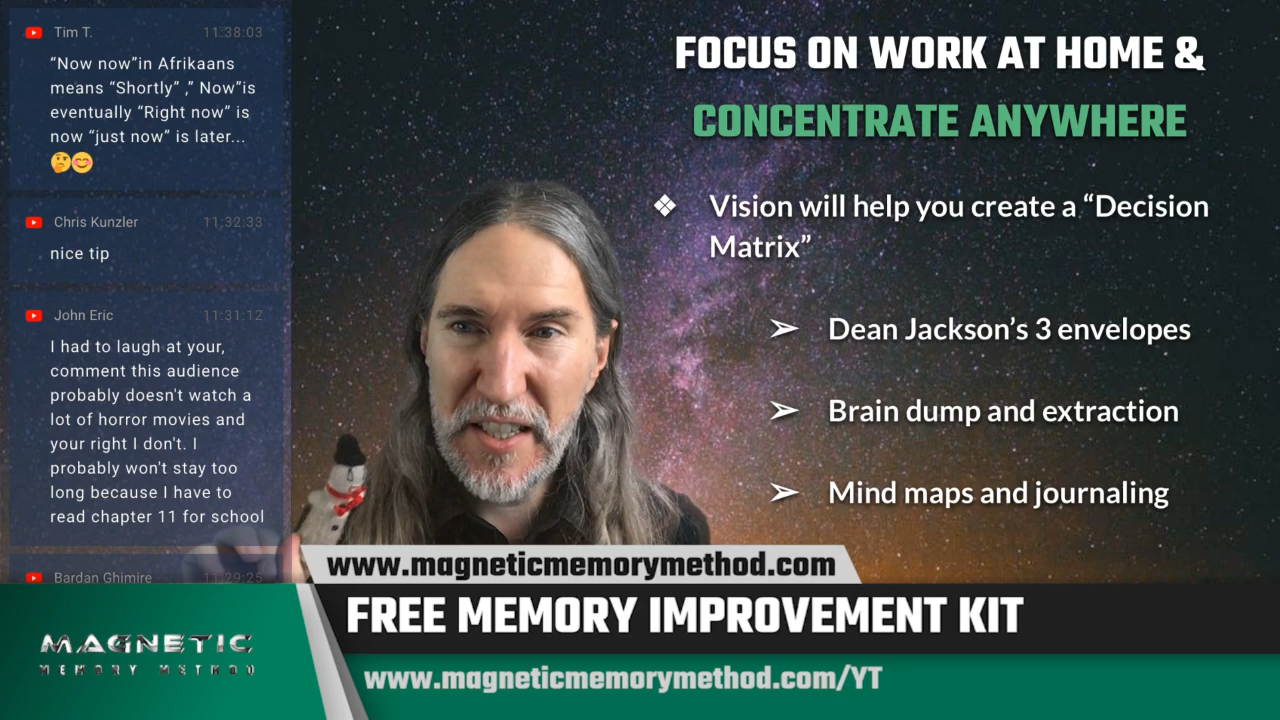 Tim T. 11:38:03
“Now now”in Afrikaans
means “Shortly” ,” Now”is
eventually “Right now” is
now “just now” is later...
🤔😊
Chris Kunzler 11:32:33
nice tip
John Eric 11:31:12
I had to laugh at your,
comment this audience
probably doesn't watch a
lot of horror movies and
your right I don't. I
probably won't stay too
long because I have to
read chapter 11 for school
Bardan Ghimire 11:29:25
FOCUS ON WORK AT HOME &
CONCENTRATE ANYWHERE
❖ Vision will help you create a “Decision
Matrix”
➢ Dean Jackson’s 3 envelopes
➢ Brain dump and extraction
➢ Mind maps and journaling
www.magneticmemorymethod.com
FREE MEMORY IMPROVEMENT KIT
www.magneticmemorymethod.com/YT
MAGNETIC
MEMORY METHOD